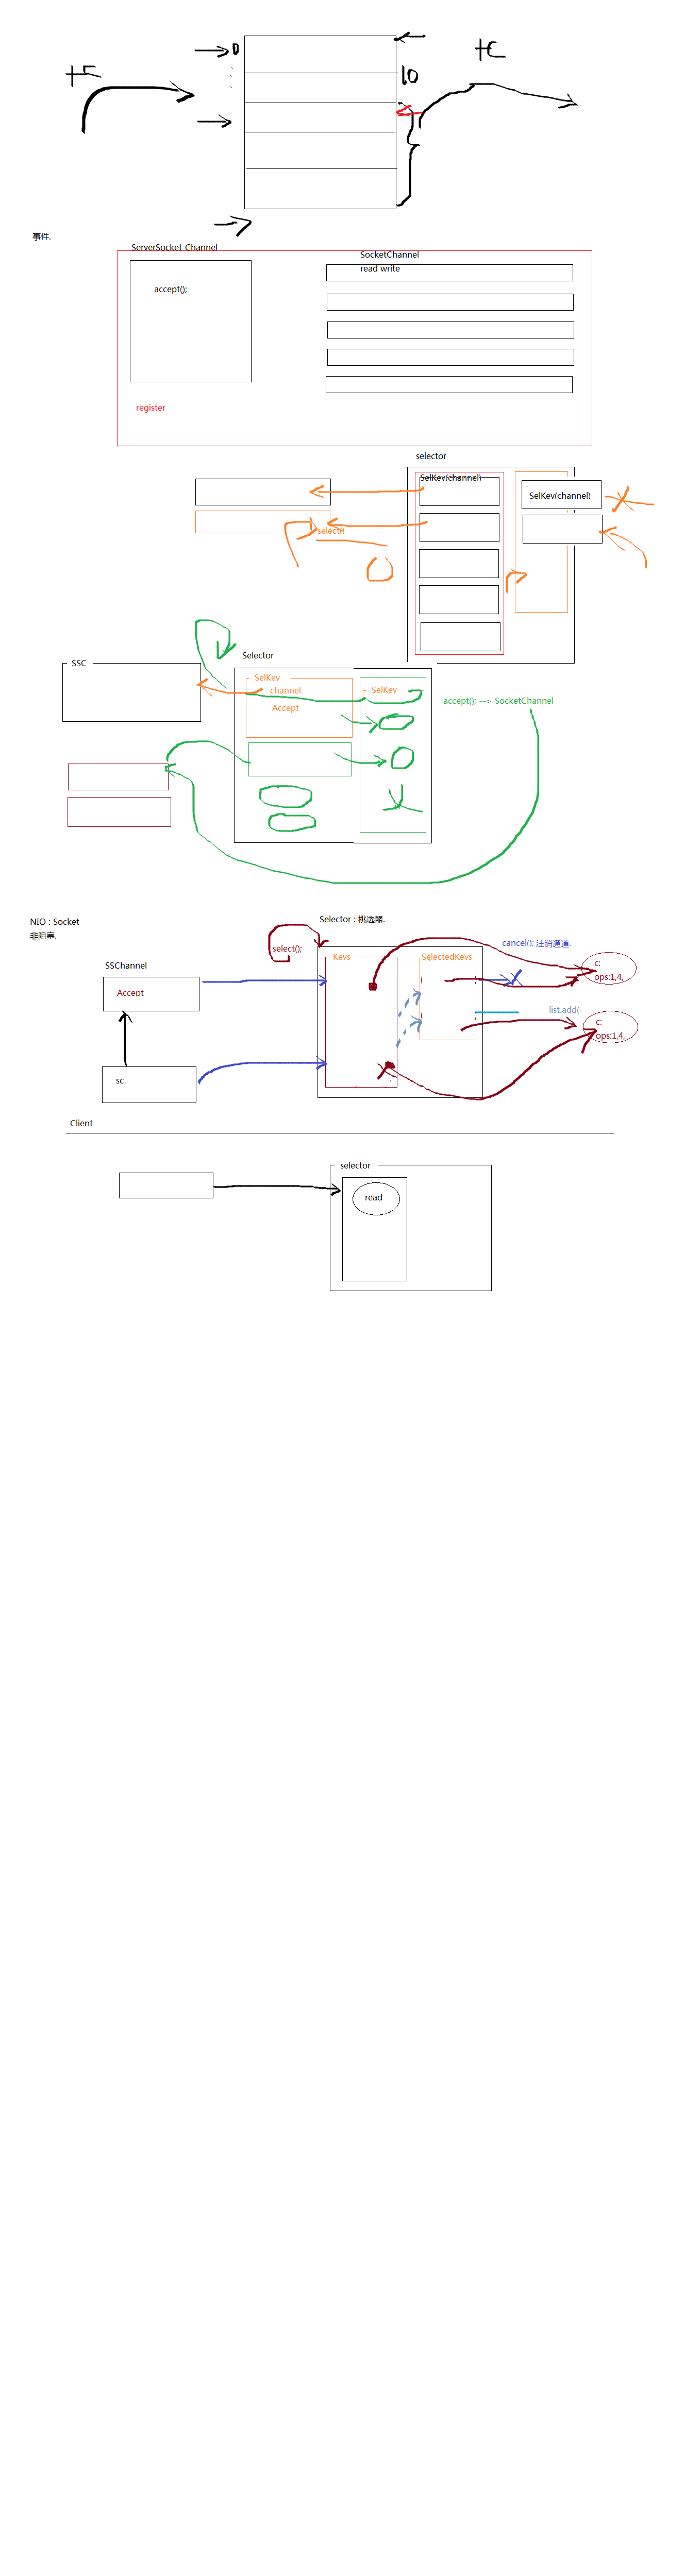 0
10
事件.
ServerSocket Channel
SocketChannel
read write
accept();
register
selector
SelKey(channel)
SelKey(channel)
select()
SSC
Selector
SelKey
channel
Accept
SelKey
accept(); --> SocketChannel
NIO : Socket
非阻塞.
Selector : 挑选器.
select();
cancel(); 注销通道.
SSChannel
Keys
SelectedKeys
c:
ops:1,4,
Accept
list.add(
c:
ops:1,4,
sc
Client
selector
read